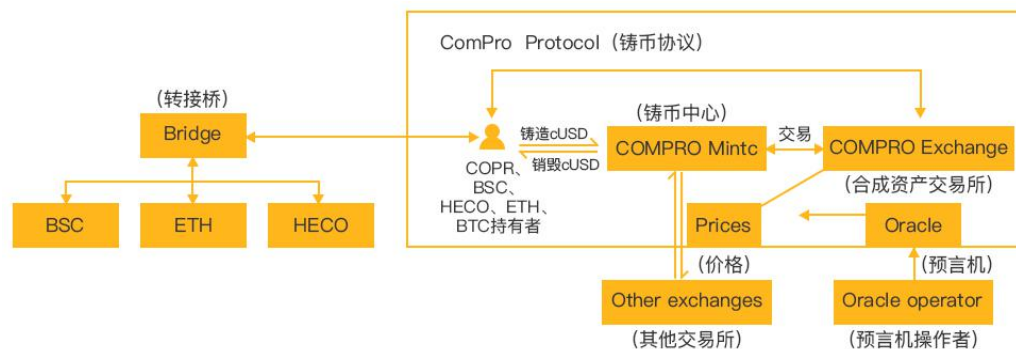 ComPro Protocol（铸币协议）
（转接桥）
Bridge
BSC
ETH
HECO
COPR、
BSC、
HECO、ETH、
BTC持有者
铸造cUSD
销毁cUSD
（铸币中心）
COMPRO Mintc
交易
COMPRO Exchange
（合成资产交易所）
Prices
（价格）
Oracle
（预言机）
Other exchanges
（其他交易所）
Oracle operator
（预言机操作者）